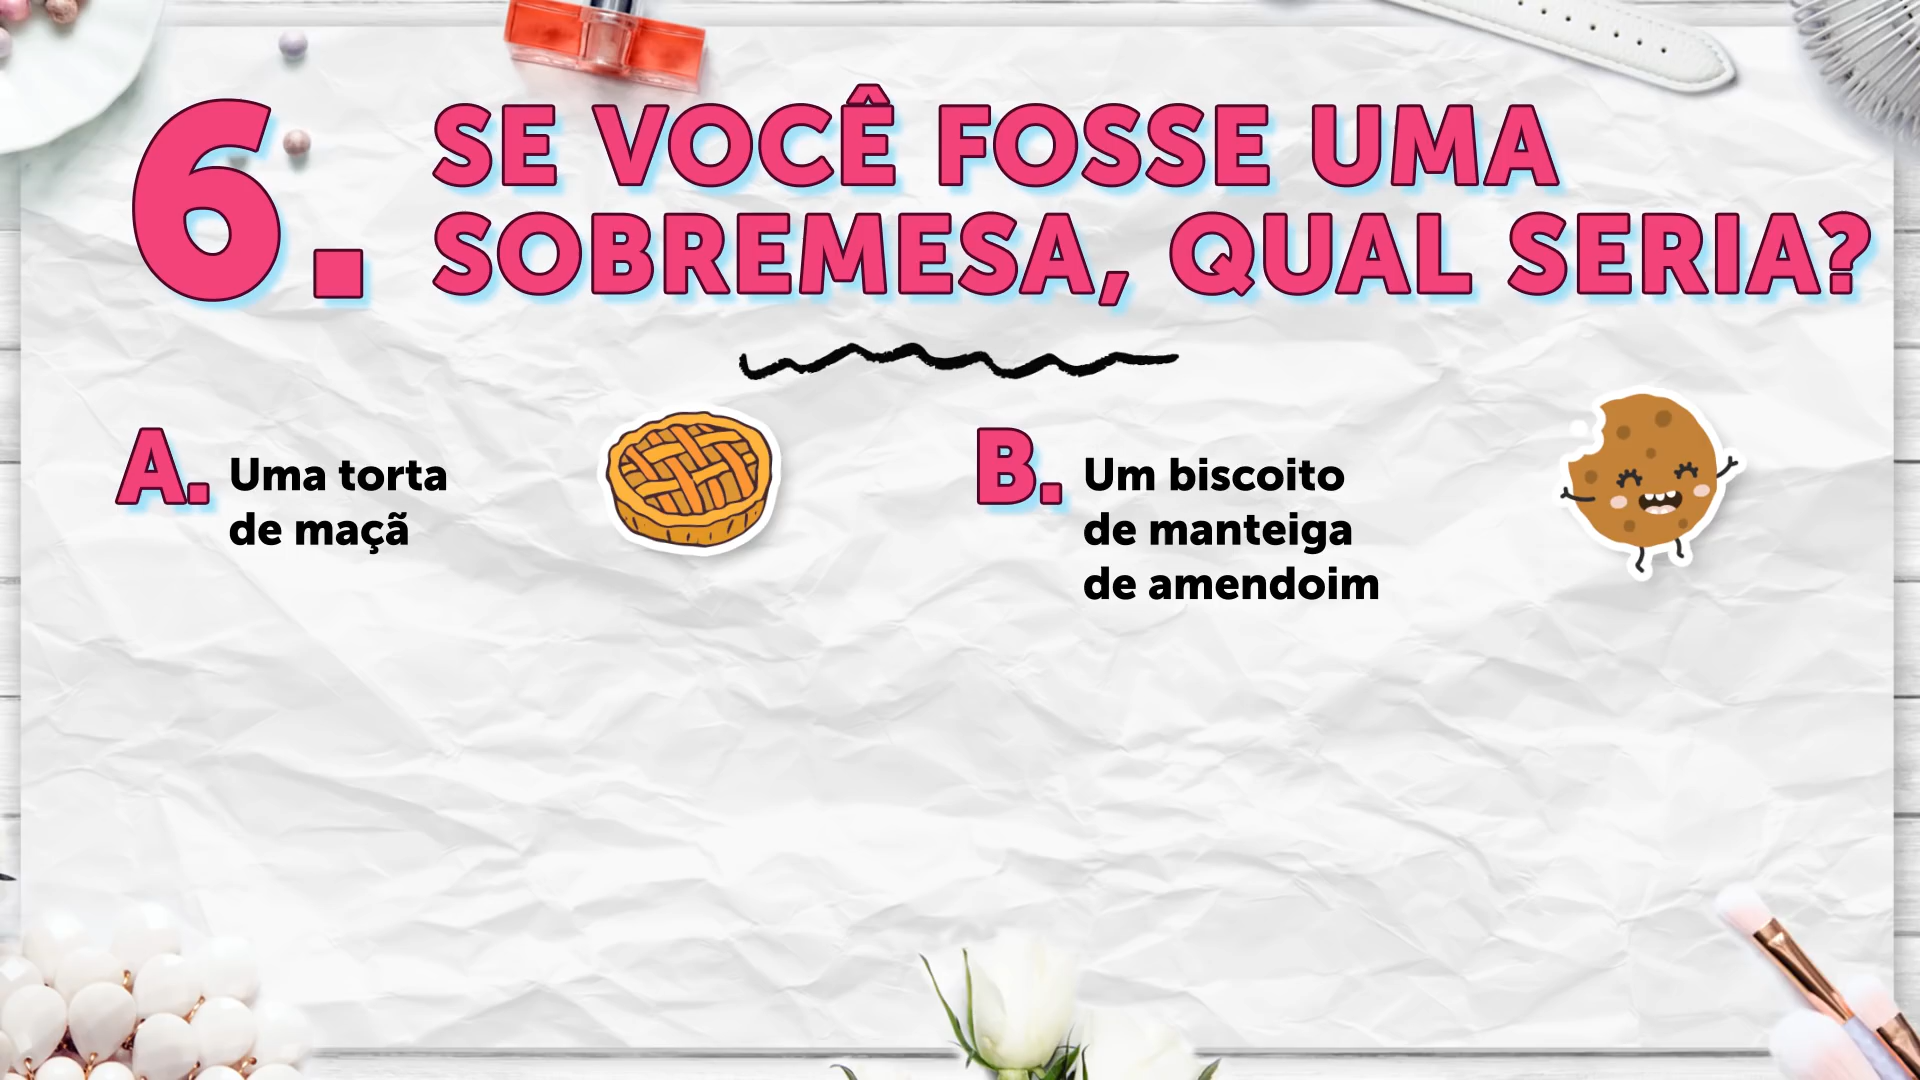 6. SE VOCÊ FOSSE UMA
SOBREMESA, QUAL SERIA?
A. Uma torta
de maçã
B. Um biscoito
de manteiga
de amendoim